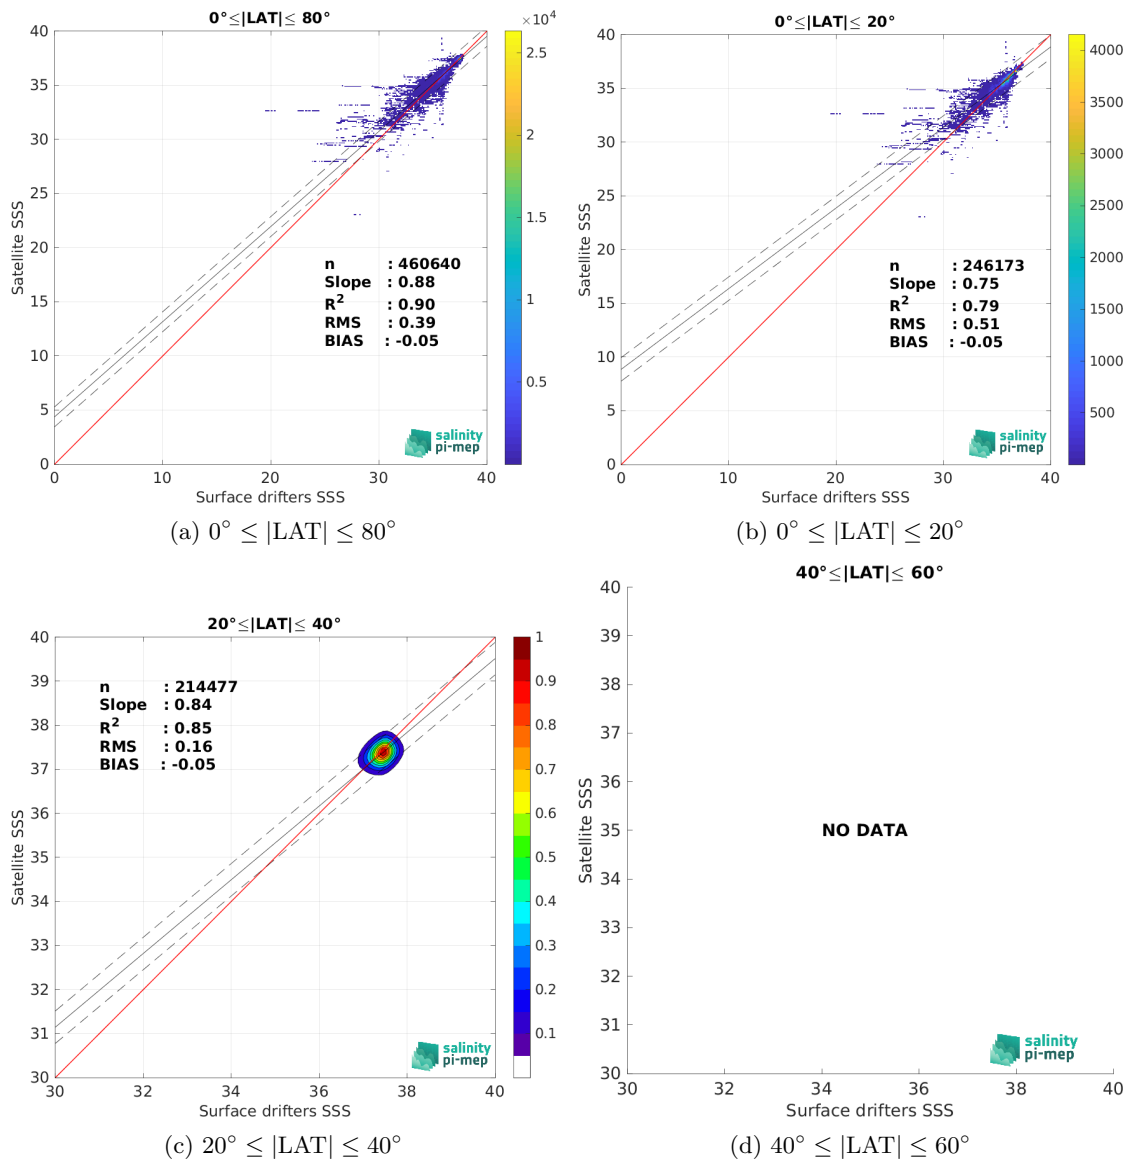 0°≤|LAT|≤ 80°
×10⁴
40
35
30
25
20
15
10
5
0
0
10
20
30
40
Satellite SSS
Surface drifters SSS
n : 460640
Slope : 0.88
R² : 0.90
RMS : 0.39
BIAS : -0.05
2.5
2
1.5
1
0.5
salinity
pi-mep
(a) 0° ≤ |LAT| ≤ 80°
0°≤|LAT|≤ 20°
40
35
30
25
20
15
10
5
0
0
10
20
30
40
Satellite SSS
Surface drifters SSS
n : 246173
Slope : 0.75
R² : 0.79
RMS : 0.51
BIAS : -0.05
4000
3500
3000
2500
2000
1500
1000
500
salinity
pi-mep
(b) 0° ≤ |LAT| ≤ 20°
20°≤|LAT|≤ 40°
40
39
38
37
36
35
34
33
32
31
30
30
32
34
36
38
40
Satellite SSS
Surface drifters SSS
n : 214477
Slope : 0.84
R² : 0.85
RMS : 0.16
BIAS : -0.05
1
0.9
0.8
0.7
0.6
0.5
0.4
0.3
0.2
0.1
salinity
pi-mep
(c) 20° ≤ |LAT| ≤ 40°
40°≤|LAT|≤ 60°
40
39
38
37
36
35
34
33
32
31
30
30
32
34
36
38
40
Satellite SSS
Surface drifters SSS
NO DATA
salinity
pi-mep
(d) 40° ≤ |LAT| ≤ 60°